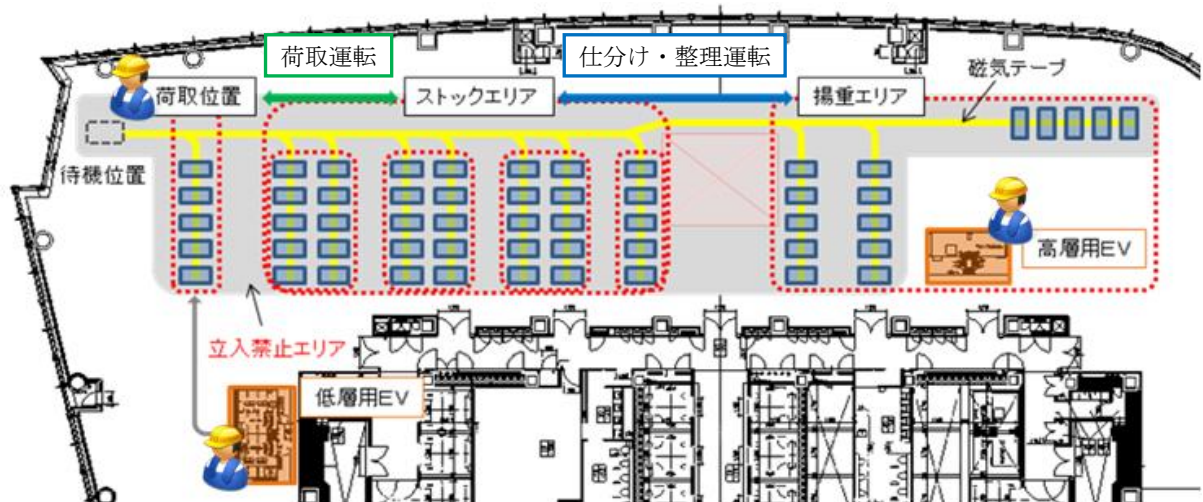 荷取運転
仕分け・整理運転
磁気テープ
荷取位置
ストックエリア
揚重エリア
待機位置
高層用EV
立入禁止エリア
低層用EV